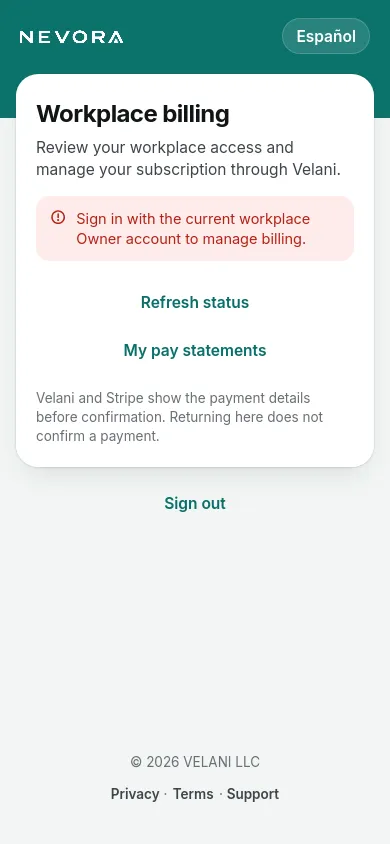 NEVORA
Español
Workplace billing
Review your workplace access and
manage your subscription through Velani.
Sign in with the current workplace
Owner account to manage billing.
Refresh status
My pay statements
Velani and Stripe show the payment details
before confirmation. Returning here does not
confirm a payment.
Sign out
© 2026 VELANI LLC
Privacy · Terms · Support